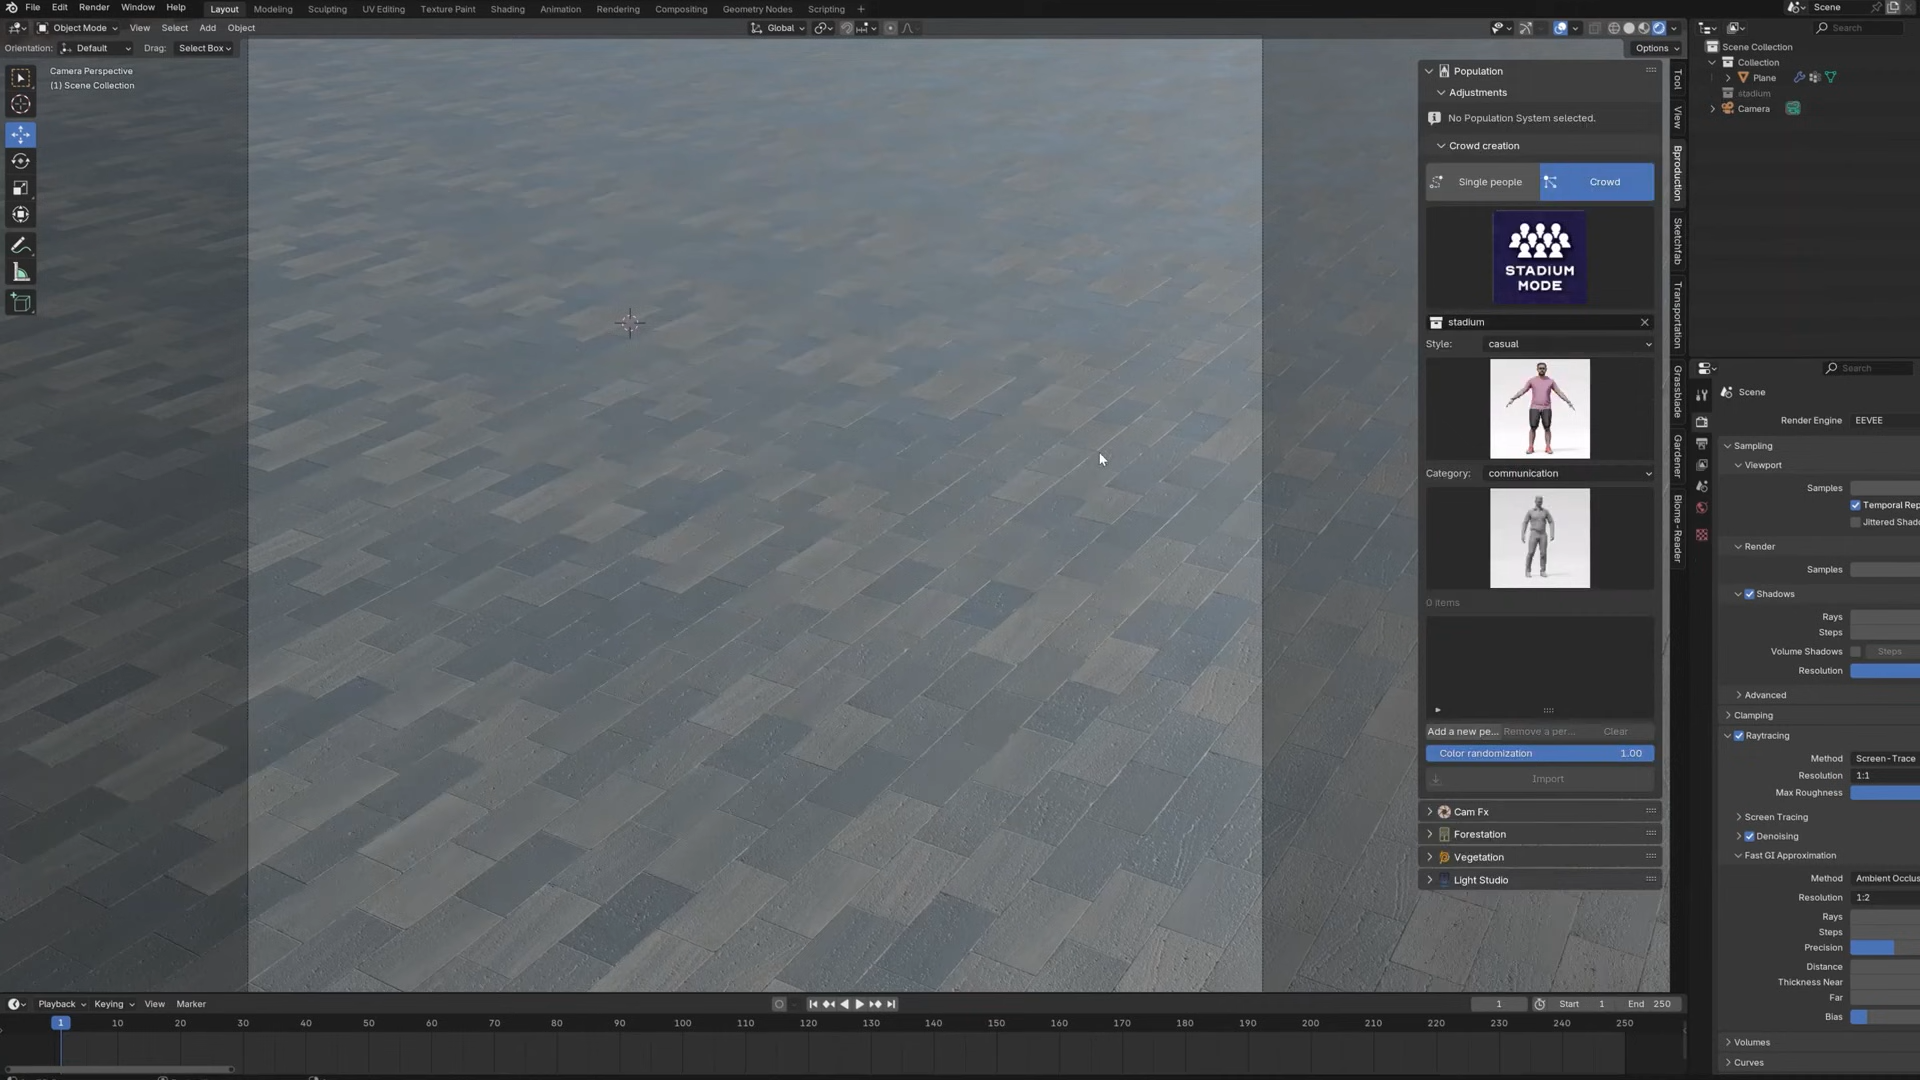 File Edit Render Window Help Layout Modeling Sculpting UV Editing Texture Paint Shading Animation Rendering Compositing Geometry Nodes Scripting + Scene
Object Mode View Select Add Object Global Search
Orientation: Default Drag: Select Box Options
Camera Perspective
(1) Scene Collection
Population
Adjustments
No Population System selected.
Crowd creation
Single people Crowd
STADIUM
MODE
stadium
Style: casual
Category: communication
0 items
Add a new pe... Remove a per... Clear
Color randomization 1.00
Import
Cam Fx
Forestation
Vegetation
Light Studio
Tool
View
Bproduction
Sketchfab
Transportation
Grassblade
Gardener
Biome-Reader
Scene Collection
Collection
Plane
stadium
Camera
Search
Scene
Render Engine EEVEE
Sampling
Viewport
Samples
Temporal Rep
Jittered Shado
Render
Samples
Shadows
Rays
Steps
Volume Shadows Steps
Resolution
Advanced
Clamping
Raytracing
Method Screen-Trace
Resolution 1:1
Max Roughness
Screen Tracing
Denoising
Fast GI Approximation
Method Ambient Occlus
Resolution 1:2
Rays
Steps
Precision
Distance
Thickness Near
Far
Bias
Volumes
Curves
Playback Keying View Marker 1 Start 1 End 250
1 10 20 30 40 50 60 70 80 90 100 110 120 130 140 150 160 170 180 190 200 210 220 230 240 250